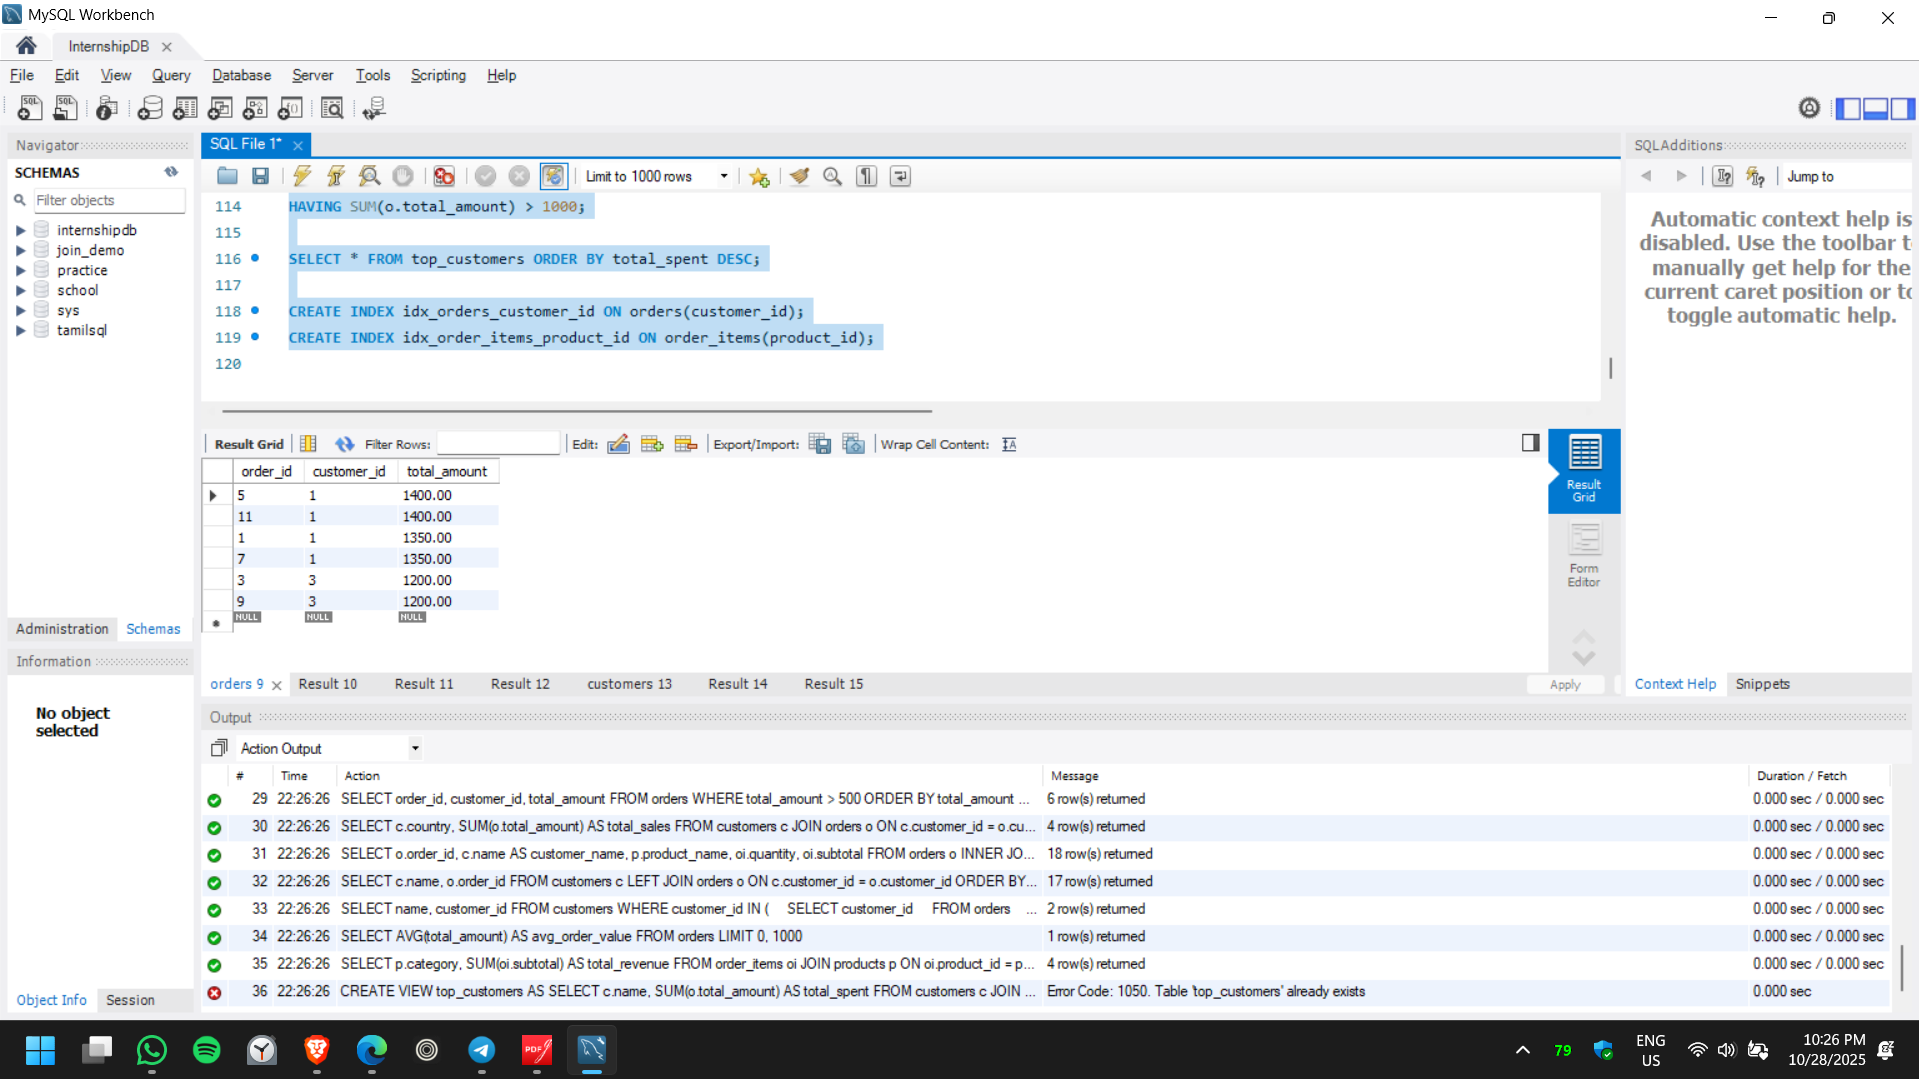 MySQL Workbench
InternshipDB
File Edit View Query Database Server Tools Scripting Help
Navigator
SCHEMAS
Filter objects
internshipdb
join_demo
practice
school
sys
tamilsql
Administration Schemas
Information
No object
selected
Object Info Session
SQL File 1*
Limit to 1000 rows
114 HAVING SUM(o.total_amount) > 1000;
115
116 SELECT * FROM top_customers ORDER BY total_spent DESC;
117
118 CREATE INDEX idx_orders_customer_id ON orders(customer_id);
119 CREATE INDEX idx_order_items_product_id ON order_items(product_id);
120
Result Grid Filter Rows: Edit: Export/Import: Wrap Cell Content:
order_id customer_id total_amount
5 1 1400.00
11 1 1400.00
1 1 1350.00
7 1 1350.00
3 3 1200.00
9 3 1200.00
NULL NULL NULL
Result
Grid
Form
Editor
orders 9 Result 10 Result 11 Result 12 customers 13 Result 14 Result 15 Apply
SQLAdditions
Jump to
Automatic context help is
disabled. Use the toolbar t
manually get help for the
current caret position or to
toggle automatic help.
Context Help Snippets
Output
Action Output
# Time Action Message Duration / Fetch
29 22:26:26 SELECT order_id, customer_id, total_amount FROM orders WHERE total_amount > 500 ORDER BY total_amount ... 6 row(s) returned 0.000 sec / 0.000 sec
30 22:26:26 SELECT c.country, SUM(o.total_amount) AS total_sales FROM customers c JOIN orders o ON c.customer_id = o.cu... 4 row(s) returned 0.000 sec / 0.000 sec
31 22:26:26 SELECT o.order_id, c.name AS customer_name, p.product_name, oi.quantity, oi.subtotal FROM orders o INNER JO... 18 row(s) returned 0.000 sec / 0.000 sec
32 22:26:26 SELECT c.name, o.order_id FROM customers c LEFT JOIN orders o ON c.customer_id = o.customer_id ORDER BY... 17 row(s) returned 0.000 sec / 0.000 sec
33 22:26:26 SELECT name, customer_id FROM customers WHERE customer_id IN ( SELECT customer_id FROM orders ... 2 row(s) returned 0.000 sec / 0.000 sec
34 22:26:26 SELECT AVG(total_amount) AS avg_order_value FROM orders LIMIT 0, 1000 1 row(s) returned 0.000 sec / 0.000 sec
35 22:26:26 SELECT p.category, SUM(oi.subtotal) AS total_revenue FROM order_items oi JOIN products p ON oi.product_id = p... 4 row(s) returned 0.000 sec / 0.000 sec
36 22:26:26 CREATE VIEW top_customers AS SELECT c.name, SUM(o.total_amount) AS total_spent FROM customers c JOIN ... Error Code: 1050. Table 'top_customers' already exists 0.000 sec
PDF
79
ENG
US
10:26 PM
10/28/2025